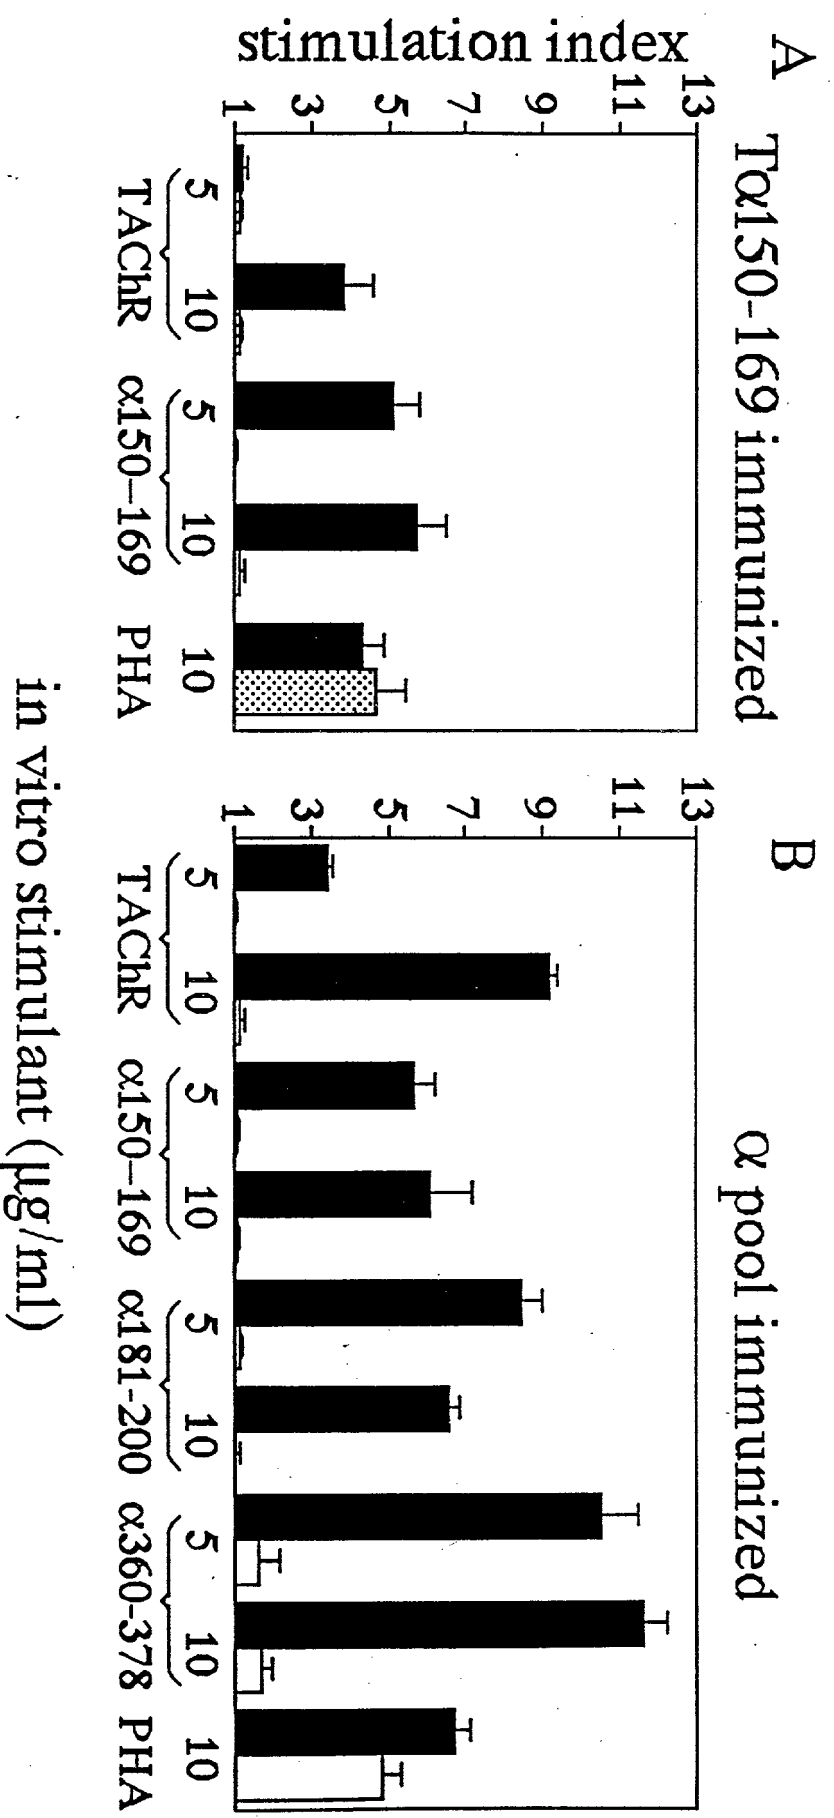 A
Tα150-169 immunized
stimulation index
13
11
9
7
5
3
1
5 10 5 10 10
TAChR α150-169 PHA
B
α pool immunized
13
11
9
7
5
3
1
5 10 5 10 5 10 5 10 10
TAChR α150-169 α181-200 α360-378 PHA
in vitro stimulant (μg/ml)